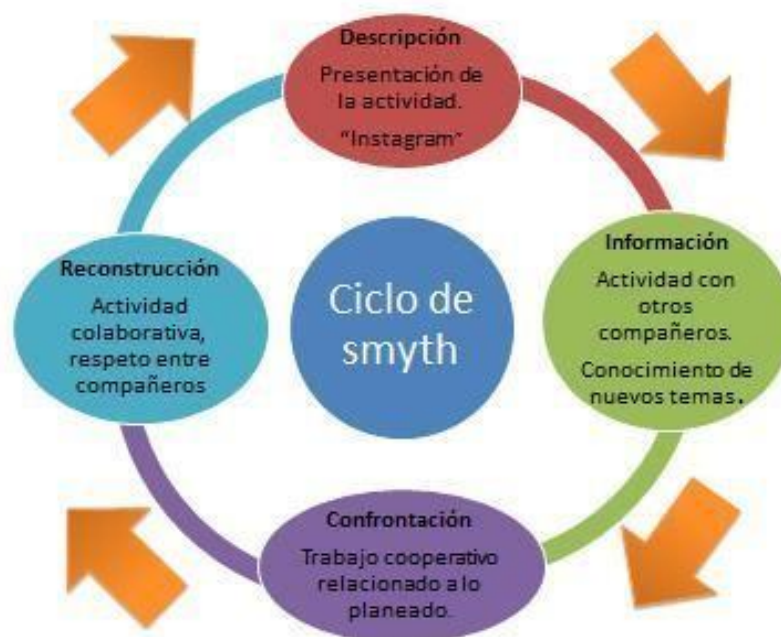 Descripción
Presentación de
la actividad.
"Instagram"
Información
Actividad con
otros
compañeros.
Conocimiento de
nuevos temas.
Ciclo de
smyth
Reconstrucción
Actividad
colaborativa,
respeto entre
compañeros
Confrontación
Trabajo cooperativo
relacionado a lo
planeado.